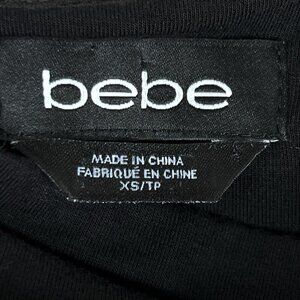 bebe
MADE IN CHINA
FABRIQUÉ EN CHINE
XS/TP